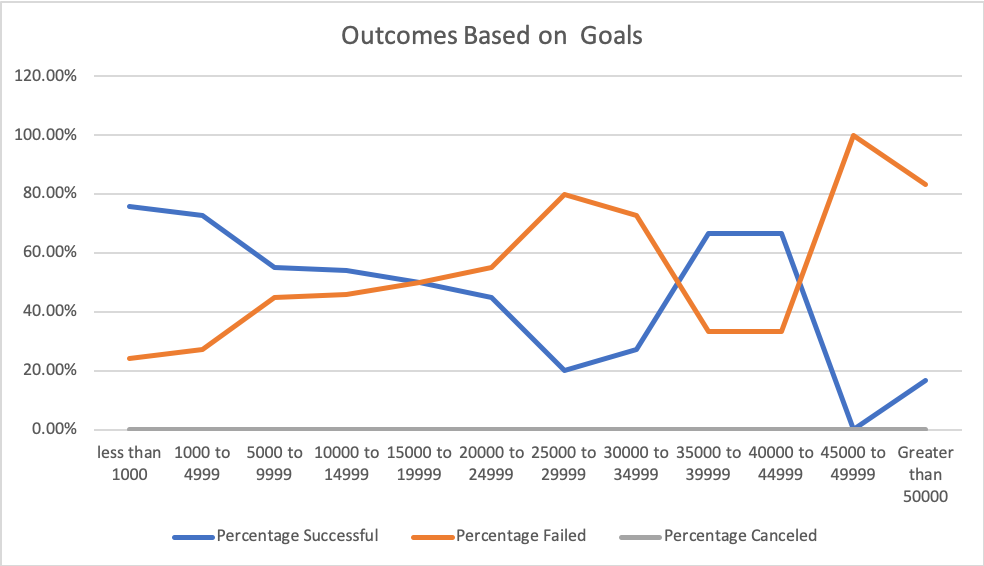 Outcomes Based on  Goals
120.00%
100.00%
80.00%
60.00%
40.00%
20.00%
0.00%
less than 1000 to 5000 to 10000 to 15000 to 20000 to 25000 to 30000 to 35000 to 40000 to 45000 to Greater
1000 4999 9999 14999 19999 24999 29999 34999 39999 44999 49999 than
50000
Percentage Successful Percentage Failed Percentage Canceled